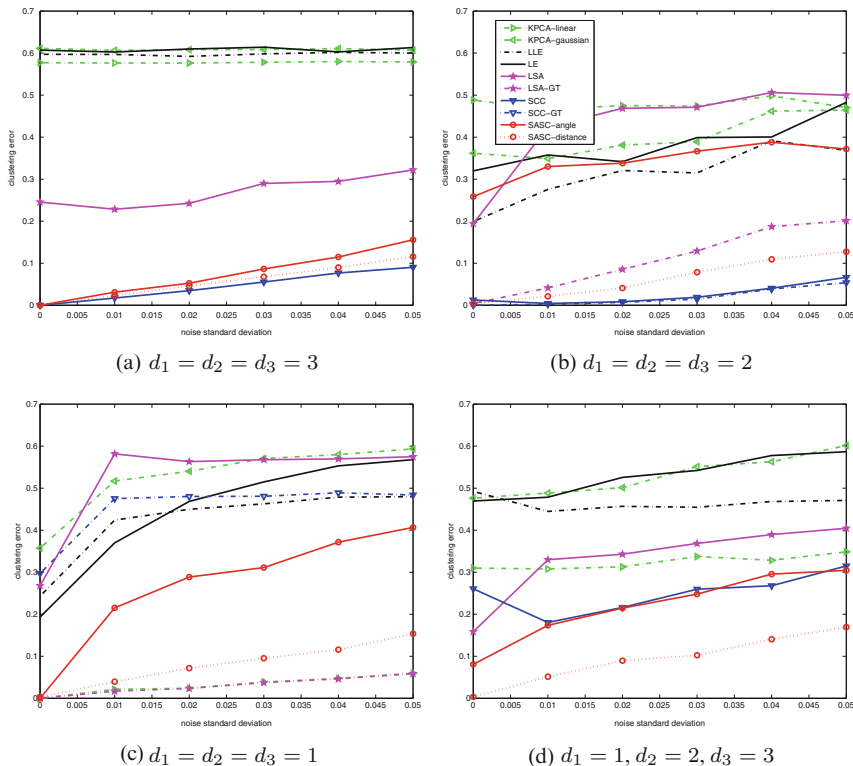 0.7
0.6
0.5
0.4
0.3
0.2
0.1
0
clustering error
0 0.005 0.01 0.015 0.02 0.025 0.03 0.035 0.04 0.045 0.05
noise standard deviation
(a) d₁ = d₂ = d₃ = 3
0.7
0.6
0.5
0.4
0.3
0.2
0.1
0
clustering error
KPCA-linear
KPCA-gaussian
LLE
LE
LSA
LSA-GT
SCC
SCC-GT
SASC-angle
SASC-distance
0 0.005 0.01 0.015 0.02 0.025 0.03 0.035 0.04 0.045 0.05
noise standard deviation
(b) d₁ = d₂ = d₃ = 2
0.7
0.6
0.5
0.4
0.3
0.2
0.1
0
clustering error
0 0.005 0.01 0.015 0.02 0.025 0.03 0.035 0.04 0.045 0.05
noise standard deviation
(c) d₁ = d₂ = d₃ = 1
0.7
0.6
0.5
0.4
0.3
0.2
0.1
0
clustering error
0 0.005 0.01 0.015 0.02 0.025 0.03 0.035 0.04 0.045 0.05
noise standard deviation
(d) d₁ = 1, d₂ = 2, d₃ = 3